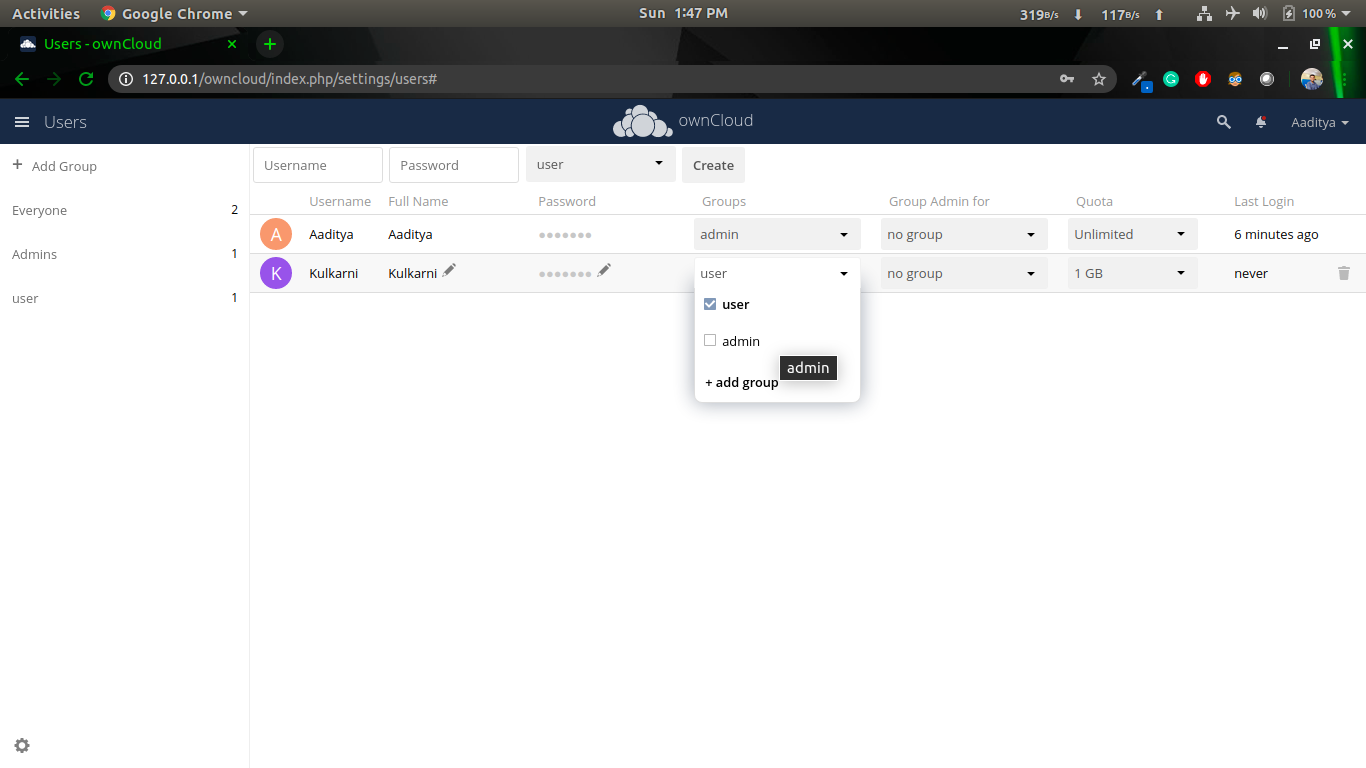 Activities Google Chrome Sun 1:47 PM 319B/s 117B/s 100 %
Users - ownCloud
127.0.0.1/owncloud/index.php/settings/users#
Users ownCloud Aaditya
+ Add Group Username Password user Create
Username Full Name Password Groups Group Admin for Quota Last Login
Everyone 2
A Aaditya Aaditya ●●●●●●● admin no group Unlimited 6 minutes ago
Admins 1
K Kulkarni Kulkarni ●●●●●●● user no group 1 GB never
user 1
user
admin
admin
+ add group